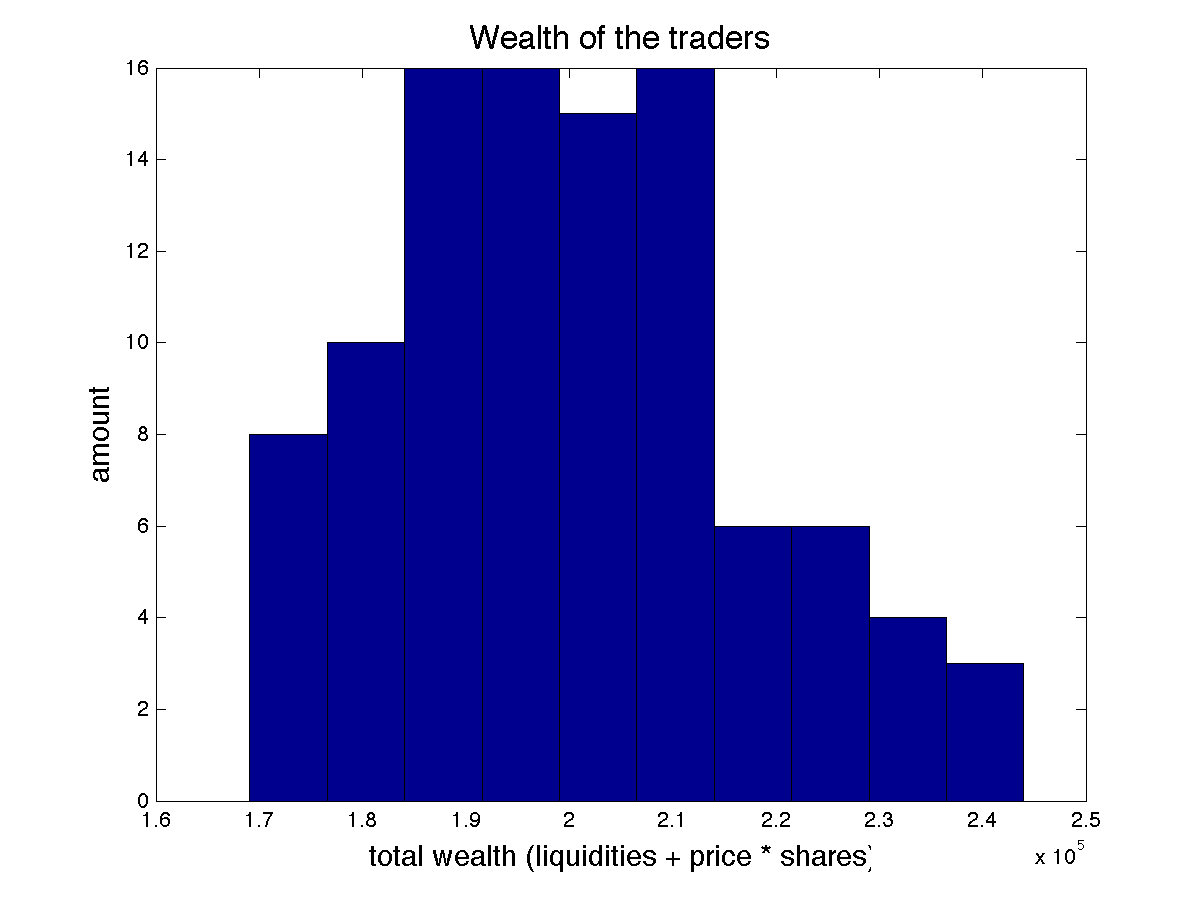 Wealth of the traders
16
14
12
10
8
6
4
2
0
amount
1.6 1.7 1.8 1.9 2 2.1 2.2 2.3 2.4 2.5
x 10^5
total wealth (liquidities + price * shares)